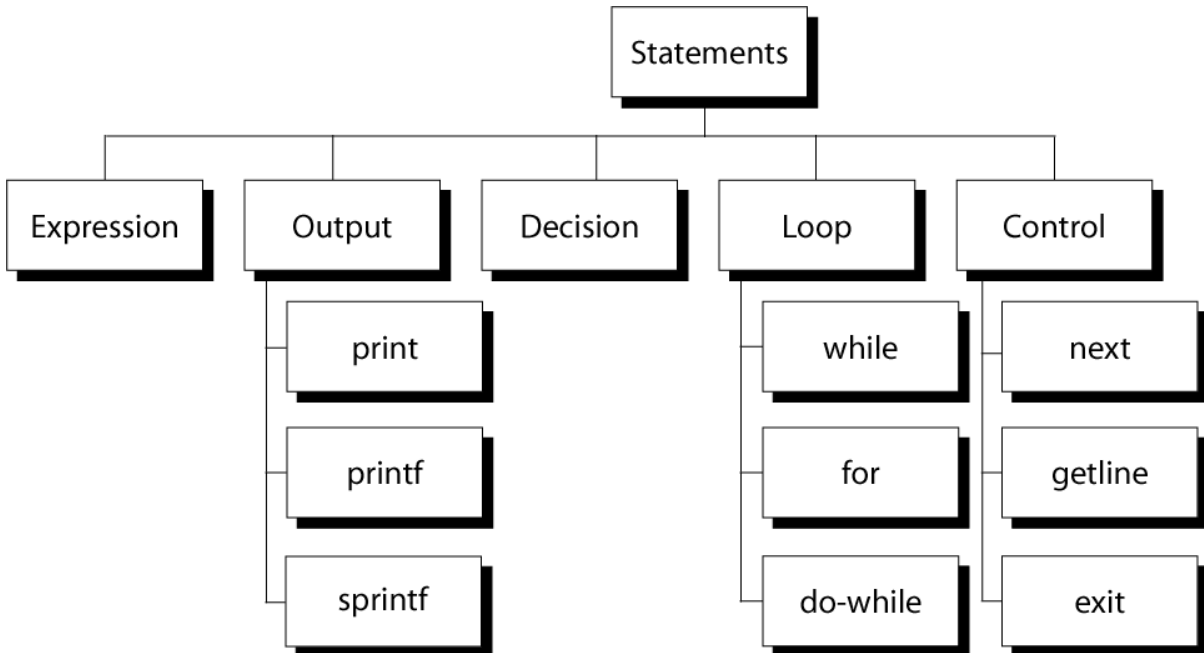 Statements
Expression
Output
Decision
Loop
Control
print
printf
sprintf
while
for
do-while
next
getline
exit